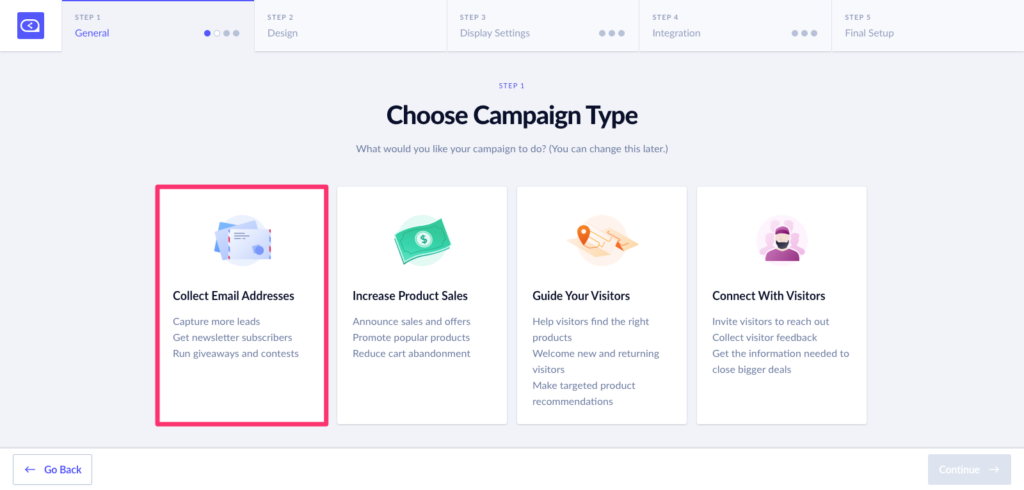 STEP 1
General
STEP 2
Design
STEP 3
Display Settings
STEP 4
Integration
STEP 5
Final Setup
STEP 1
Choose Campaign Type
What would you like your campaign to do? (You can change this later.)
Collect Email Addresses
Capture more leads
Get newsletter subscribers
Run giveaways and contests
Increase Product Sales
Announce sales and offers
Promote popular products
Reduce cart abandonment
Guide Your Visitors
Help visitors find the right
products
Welcome new and returning
visitors
Make targeted product
recommendations
Connect With Visitors
Invite visitors to reach out
Collect visitor feedback
Get the information needed to
close bigger deals
Go Back
Continue